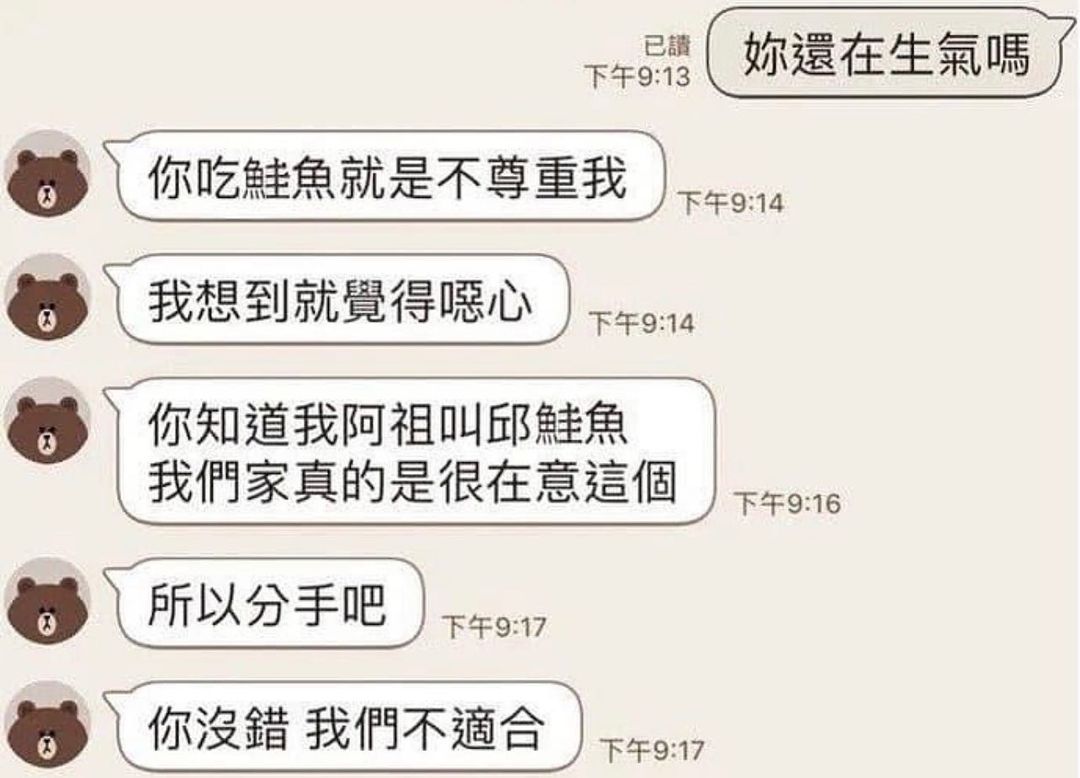 妳還在生氣嗎
已讀
下午9:13
你吃鮭魚就是不尊重我
下午9:14
我想到就覺得噁心
下午9:14
你知道我阿祖叫邱鮭魚
我們家真的是很在意這個
下午9:16
所以分手吧
下午9:17
你沒錯 我們不適合
下午9:17